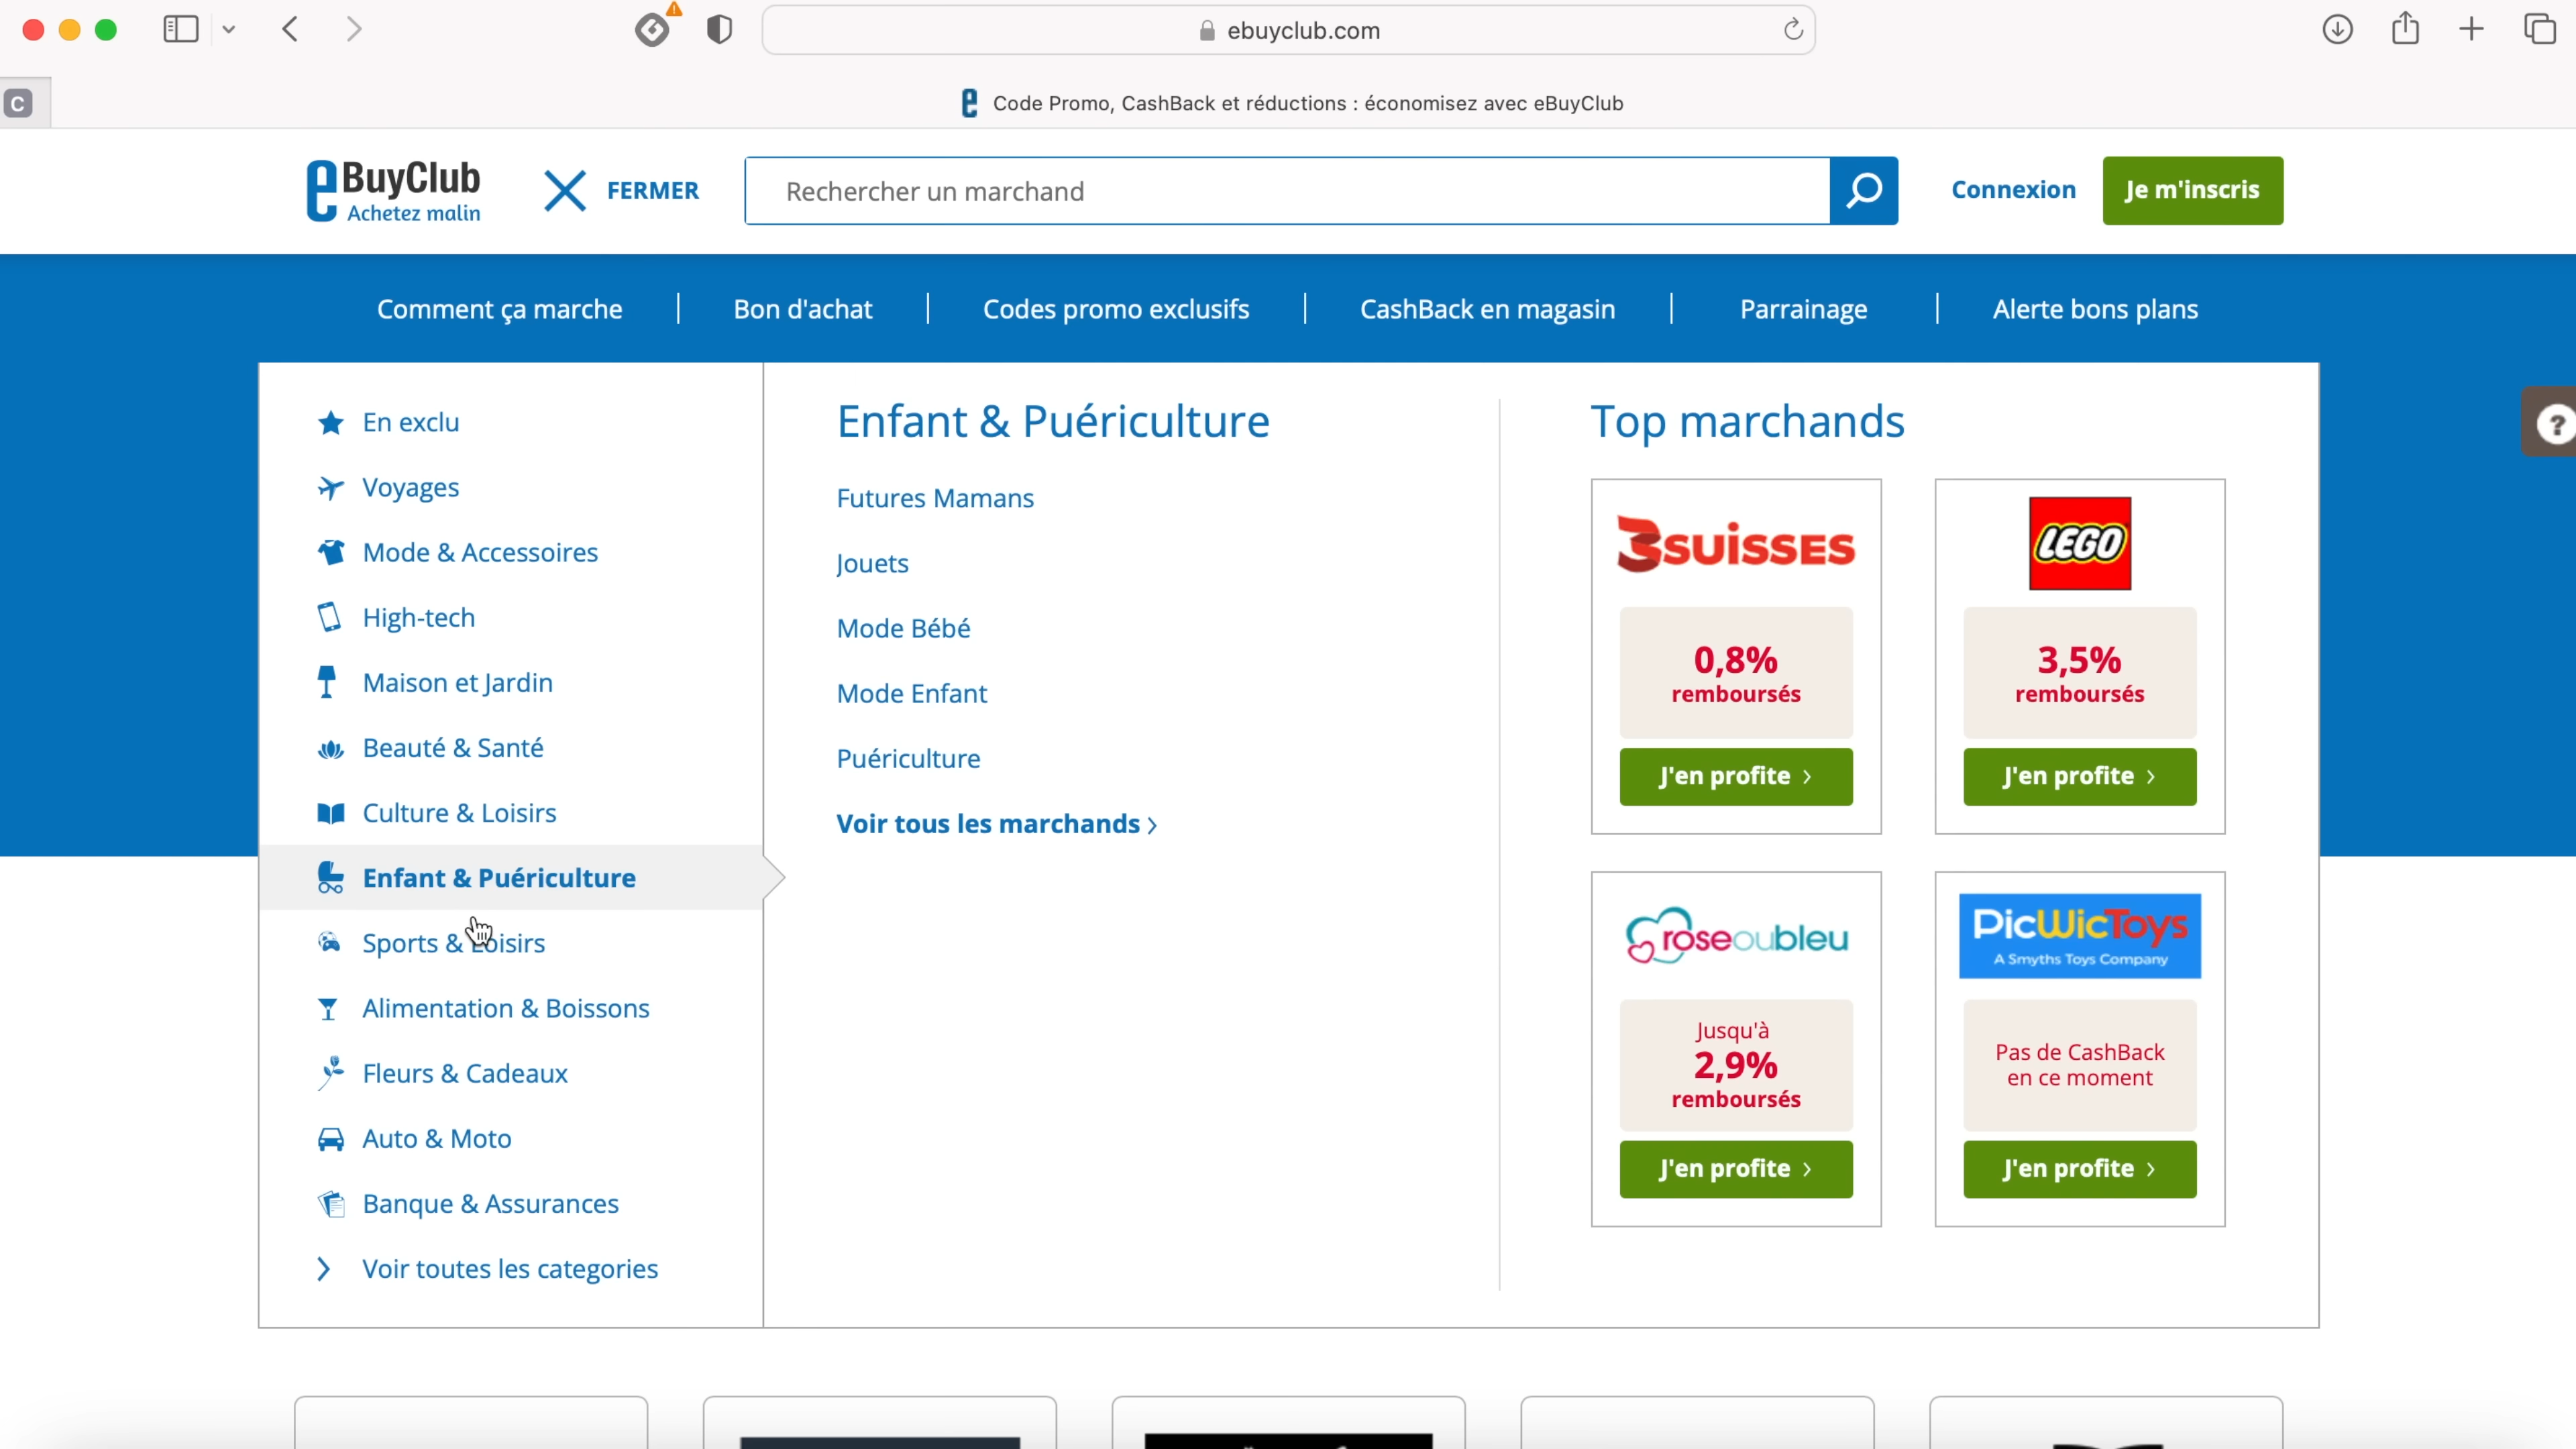 ebuyclub.com
C
e Code Promo, CashBack et réductions : économisez avec eBuyClub
eBuyClub
Achetez malin
FERMER
Rechercher un marchand
Connexion
Je m'inscris
Comment ça marche
Bon d'achat
Codes promo exclusifs
CashBack en magasin
Parrainage
Alerte bons plans
?
En exclu
Voyages
Mode & Accessoires
High-tech
Maison et Jardin
Beauté & Santé
Culture & Loisirs
Enfant & Puériculture
Sports & Loisirs
Alimentation & Boissons
Fleurs & Cadeaux
Auto & Moto
Banque & Assurances
Voir toutes les categories
Enfant & Puériculture
Futures Mamans
Jouets
Mode Bébé
Mode Enfant
Puériculture
Voir tous les marchands >
Top marchands
3SUISSES
0,8%
remboursés
J'en profite >
LEGO
3,5%
remboursés
J'en profite >
roseoubleu
Jusqu'à
2,9%
remboursés
J'en profite >
PicWicToys
A Smyths Toys Company
Pas de CashBack
en ce moment
J'en profite >